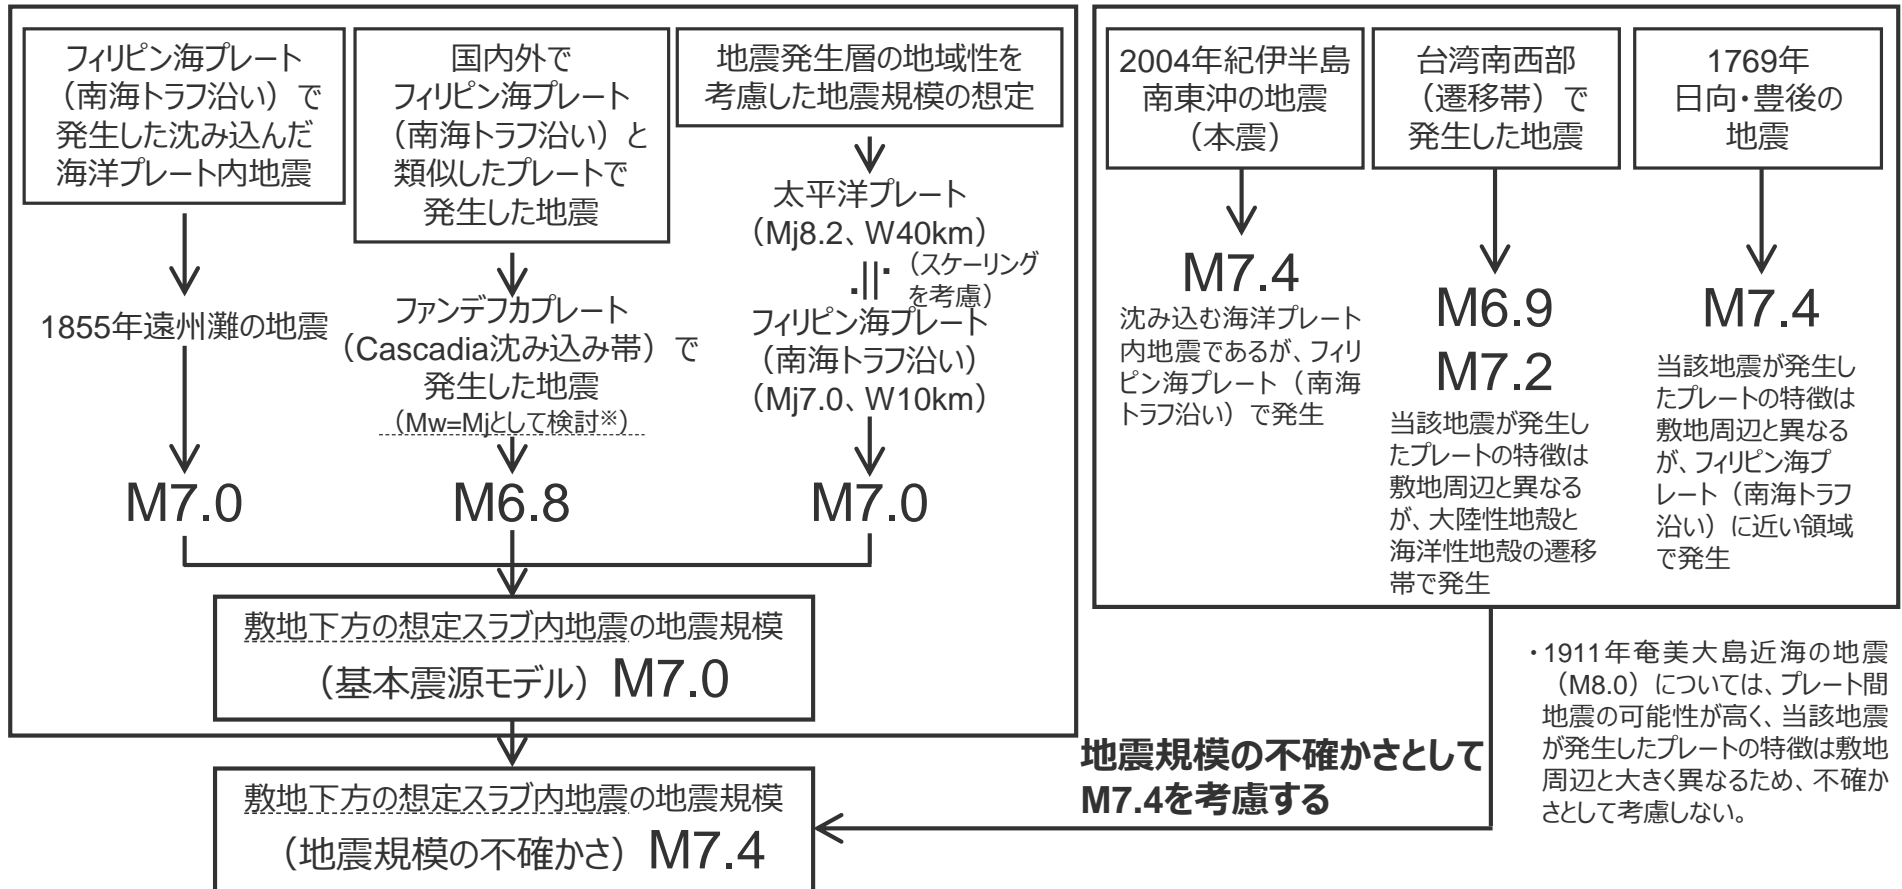 フィリピン海プレート
（南海トラフ沿い）で
発生した沈み込んだ
海洋プレート内地震
1855年遠州灘の地震
M7.0
国内外で
フィリピン海プレート
（南海トラフ沿い）と
類似したプレートで
発生した地震
ファンデフカプレート
（Cascadia沈み込み帯）で
発生した地震
（Mw=Mjとして検討※）
M6.8
地震発生層の地域性を
考慮した地震規模の想定
太平洋プレート
（Mj8.2、W40km）
（スケーリング
を考慮）
フィリピン海プレート
（南海トラフ沿い）
（Mj7.0、W10km）
M7.0
敷地下方の想定スラブ内地震の地震規模
（基本震源モデル）M7.0
敷地下方の想定スラブ内地震の地震規模
（地震規模の不確かさ）M7.4
2004年紀伊半島
南東沖の地震
（本震）
M7.4
沈み込む海洋プレート
内地震であるが、フィリ
ピン海プレート（南海
トラフ沿い）で発生
台湾南西部
（遷移帯）で
発生した地震
M6.9
M7.2
当該地震が発生し
たプレートの特徴は
敷地周辺と異なる
が、大陸性地殻と
海洋性地殻の遷移
帯で発生
1769年
日向・豊後の
地震
M7.4
当該地震が発生し
たプレートの特徴は
敷地周辺と異なる
が、フィリピン海プ
レート（南海トラフ
沿い）に近い領域
で発生
地震規模の不確かさとして
M7.4を考慮する
・1911年奄美大島近海の地震
（M8.0）については、プレート間
地震の可能性が高く、当該地震
が発生したプレートの特徴は敷地
周辺と大きく異なるため、不確か
さとして考慮しない。